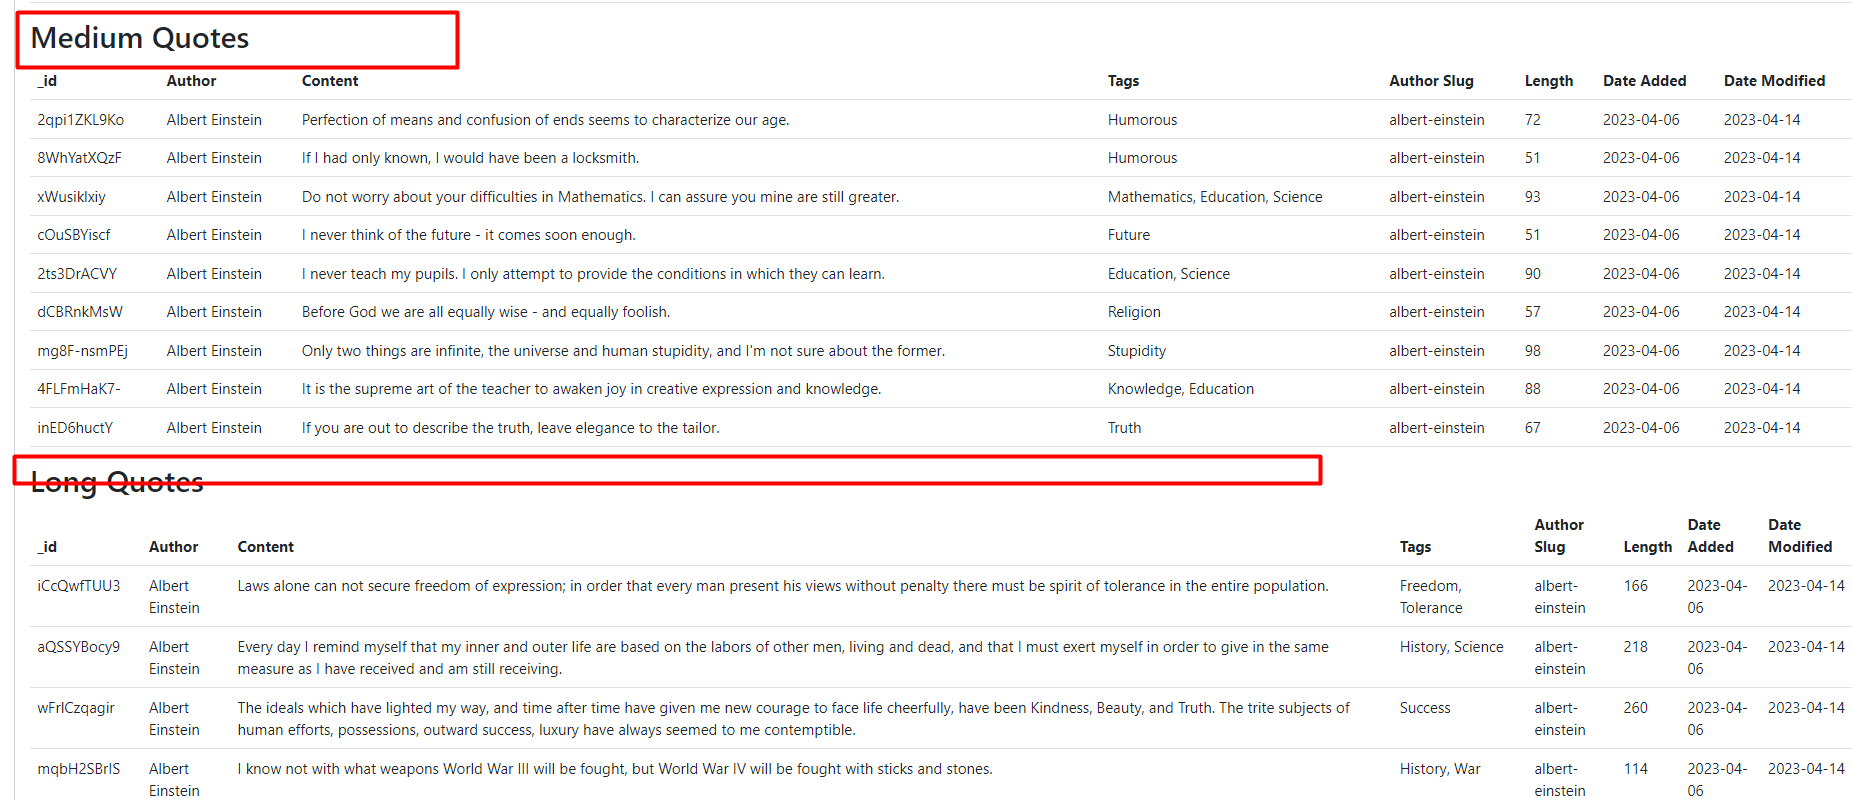 Medium Quotes
_id Author Content Tags Author Slug Length Date Added Date Modified
2qpi1ZKL9Ko Albert Einstein Perfection of means and confusion of ends seems to characterize our age. Humorous albert-einstein 72 2023-04-06 2023-04-14
8WhYatXQzF Albert Einstein If I had only known, I would have been a locksmith. Humorous albert-einstein 51 2023-04-06 2023-04-14
xWusiklxiy Albert Einstein Do not worry about your difficulties in Mathematics. I can assure you mine are still greater. Mathematics, Education, Science albert-einstein 93 2023-04-06 2023-04-14
cOuSBYiscf Albert Einstein I never think of the future - it comes soon enough. Future albert-einstein 51 2023-04-06 2023-04-14
2ts3DrACVY Albert Einstein I never teach my pupils. I only attempt to provide the conditions in which they can learn. Education, Science albert-einstein 90 2023-04-06 2023-04-14
dCBRnkMsW Albert Einstein Before God we are all equally wise - and equally foolish. Religion albert-einstein 57 2023-04-06 2023-04-14
mg8F-nsmPEj Albert Einstein Only two things are infinite, the universe and human stupidity, and I'm not sure about the former. Stupidity albert-einstein 98 2023-04-06 2023-04-14
4FLFmHaK7- Albert Einstein It is the supreme art of the teacher to awaken joy in creative expression and knowledge. Knowledge, Education albert-einstein 88 2023-04-06 2023-04-14
inED6huctY Albert Einstein If you are out to describe the truth, leave elegance to the tailor. Truth albert-einstein 67 2023-04-06 2023-04-14
Long Quotes
Author Date Date
_id Author Content Tags Slug Length Added Modified
iCcQwfTUU3 Albert Laws alone can not secure freedom of expression; in order that every man present his views without penalty there must be spirit of tolerance in the entire population. Freedom, albert- 166 2023-04- 2023-04-14
Einstein Tolerance einstein 06
aQSSYBocy9 Albert Every day I remind myself that my inner and outer life are based on the labors of other men, living and dead, and that I must exert myself in order to give in the same History, Science albert- 218 2023-04- 2023-04-14
Einstein measure as I have received and am still receiving. einstein 06
wFrICzqagir Albert The ideals which have lighted my way, and time after time have given me new courage to face life cheerfully, have been Kindness, Beauty, and Truth. The trite subjects of Success albert- 260 2023-04- 2023-04-14
Einstein human efforts, possessions, outward success, luxury have always seemed to me contemptible. einstein 06
mqbH2SBrIS Albert I know not with what weapons World War III will be fought, but World War IV will be fought with sticks and stones. History, War albert- 114 2023-04- 2023-04-14
Einstein einstein 06